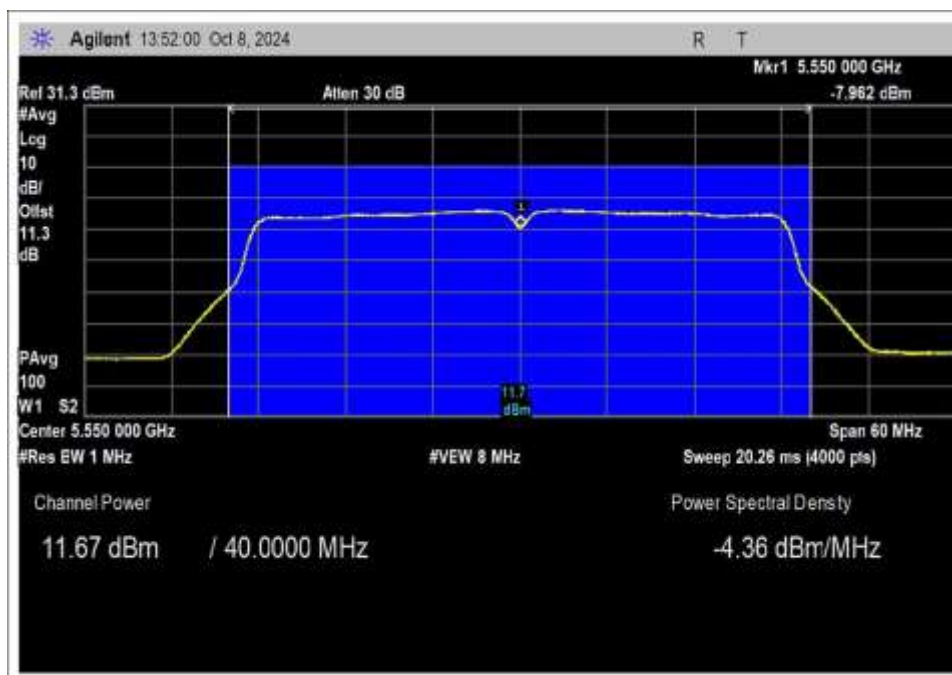 Agilent 13:52:00 Oct 8, 2024 R T
Mkr1 5.550 000 GHz
Ref 31.3 dBm Atten 30 dB -7.962 dBm
#Avg
Log
10
dB/
Offst
11.3
dB
1
PAvg
100
W1 S2
11.7
dBm
Center 5.550 000 GHz Span 60 MHz
#Res BW 1 MHz #VBW 8 MHz Sweep 20.26 ms (4000 pts)
Channel Power Power Spectral Density
11.67 dBm / 40.0000 MHz -4.36 dBm/MHz